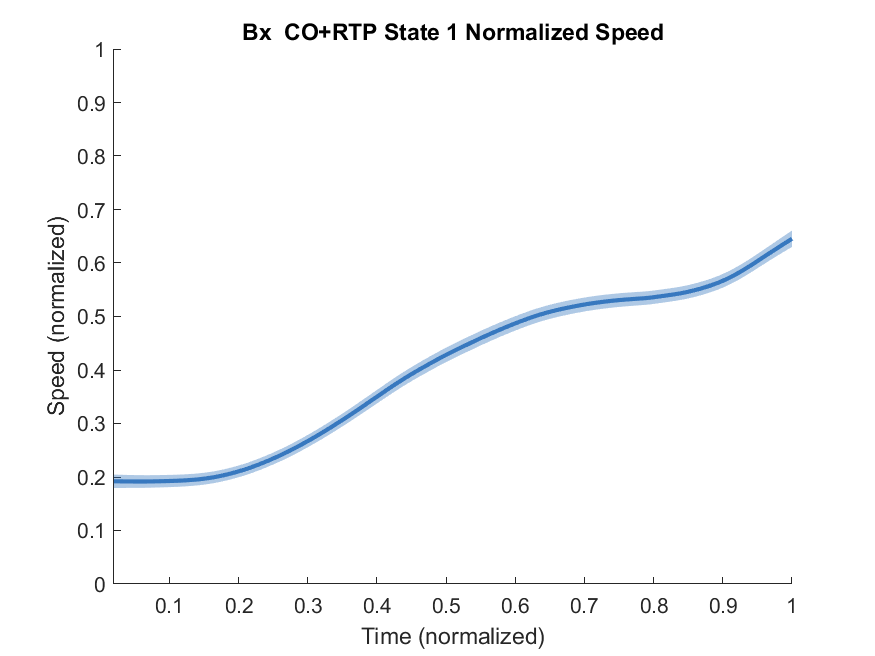 Bx  CO+RTP State 1 Normalized Speed
1
0.9
0.8
0.7
0.6
0.5
0.4
0.3
0.2
0.1
0
Speed (normalized)
0.1 0.2 0.3 0.4 0.5 0.6 0.7 0.8 0.9 1
Time (normalized)